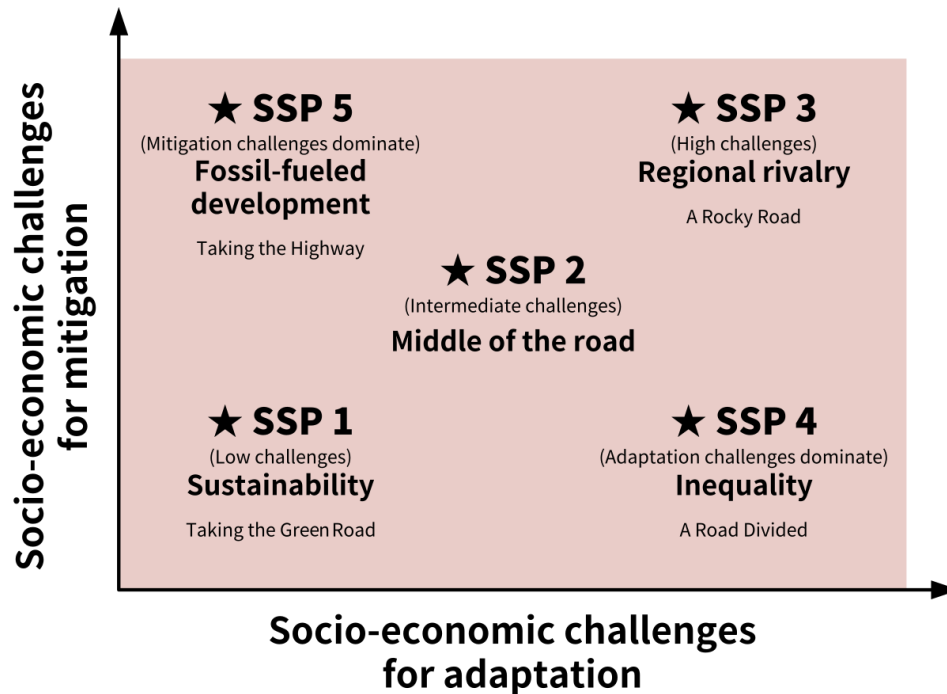 Socio-economic challenges
for mitigation
★ SSP 5
(Mitigation challenges dominate)
Fossil-fueled
development
Taking the Highway
★ SSP 3
(High challenges)
Regional rivalry
A Rocky Road
★ SSP 2
(Intermediate challenges)
Middle of the road
★ SSP 1
(Low challenges)
Sustainability
Taking the Green Road
★ SSP 4
(Adaptation challenges dominate)
Inequality
A Road Divided
Socio-economic challenges
for adaptation